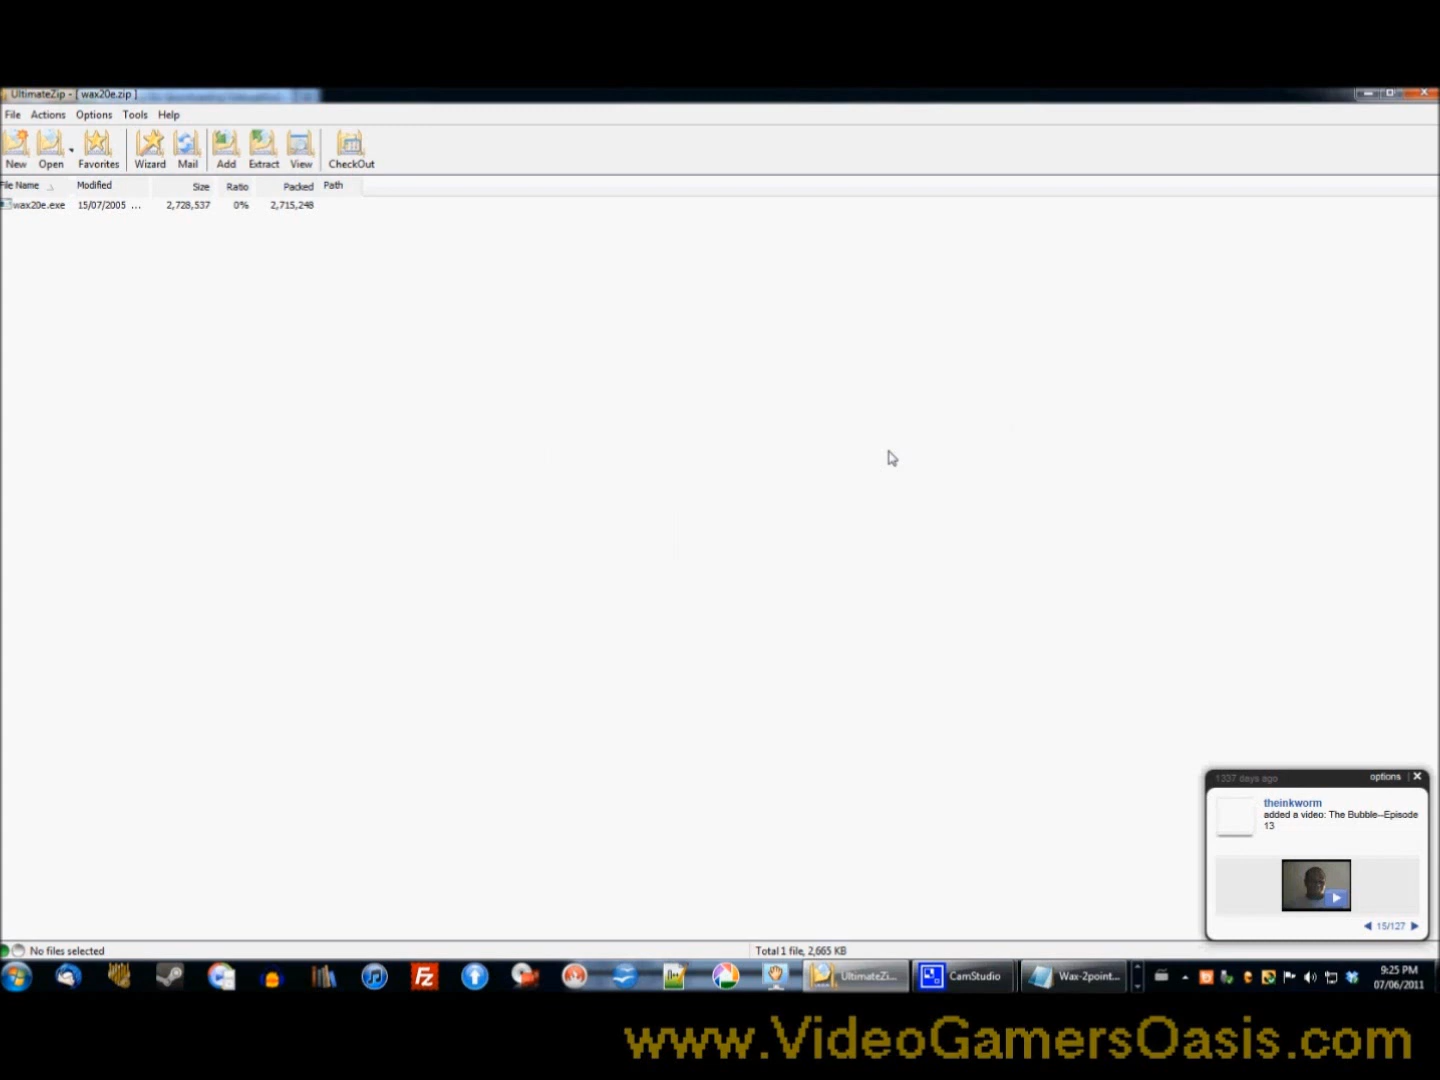 UltimateZip - [ wax20e.zip ]
File Actions Options Tools Help
New Open Favorites Wizard Mail Add Extract View CheckOut
File Name Modified Size Ratio Packed Path
wax20e.exe 15/07/2005 ... 2,728,537 0% 2,715,248
1337 days ago options
theinkworm
added a video: The Bubble--Episode
13
15/127
No files selected Total 1 file, 2,665 KB
UltimateZi... CamStudio Wax-2point...
9:25 PM
07/06/2011
www.VideoGamersOasis.com